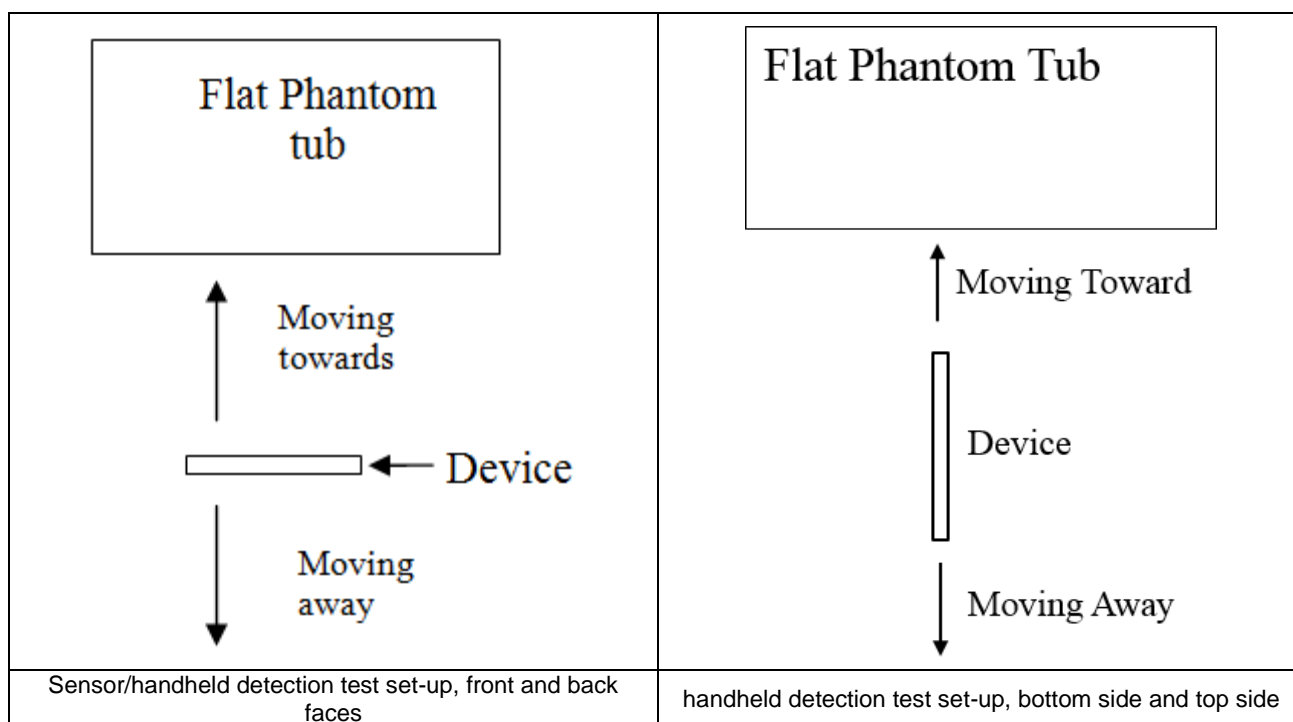 Flat Phantom
tub
Moving
towards
Device
Moving
away
Sensor/handheld detection test set-up, front and back
faces
Flat Phantom Tub
Moving Toward
Device
Moving Away
handheld detection test set-up, bottom side and top side